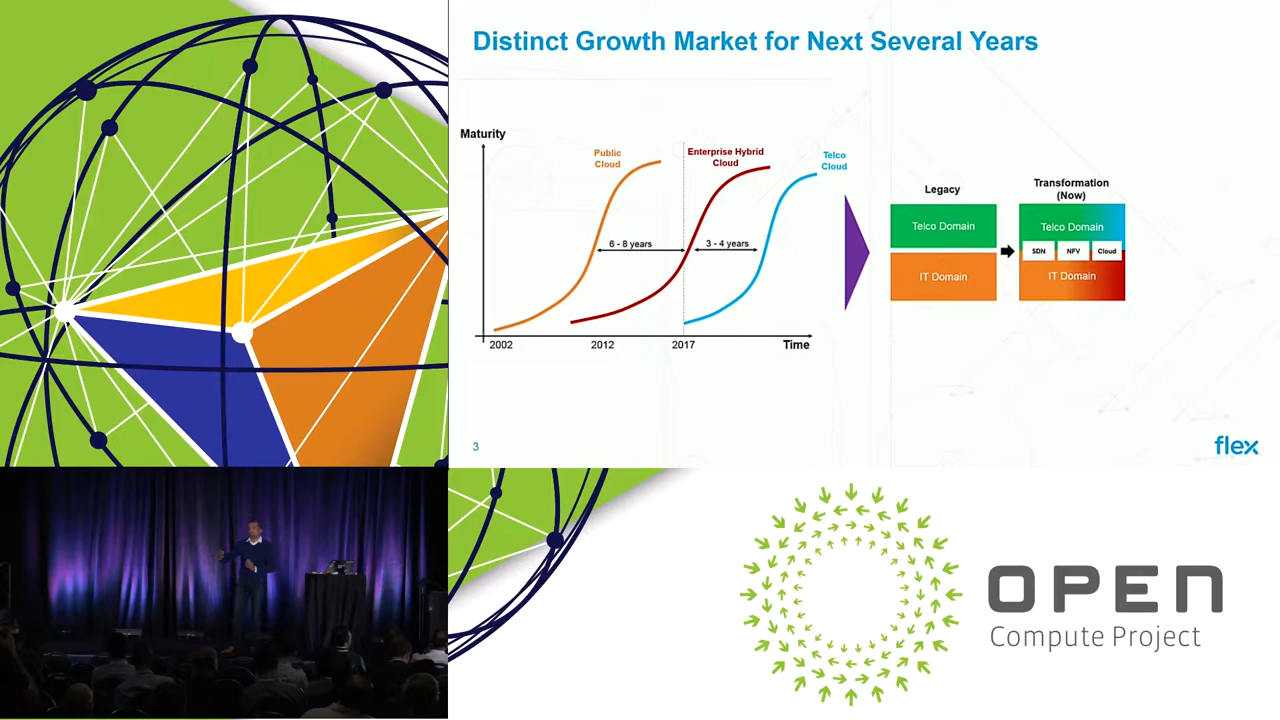 Distinct Growth Market for Next Several Years
Maturity
Public
Cloud
Enterprise Hybrid
Cloud
Telco
Cloud
6 - 8 years
3 - 4 years
2002
2012
2017
Time
Legacy
Telco Domain
IT Domain
Transformation
(Now)
Telco Domain
SDN
NFV
Cloud
IT Domain
3
flex
OPEN
Compute Project